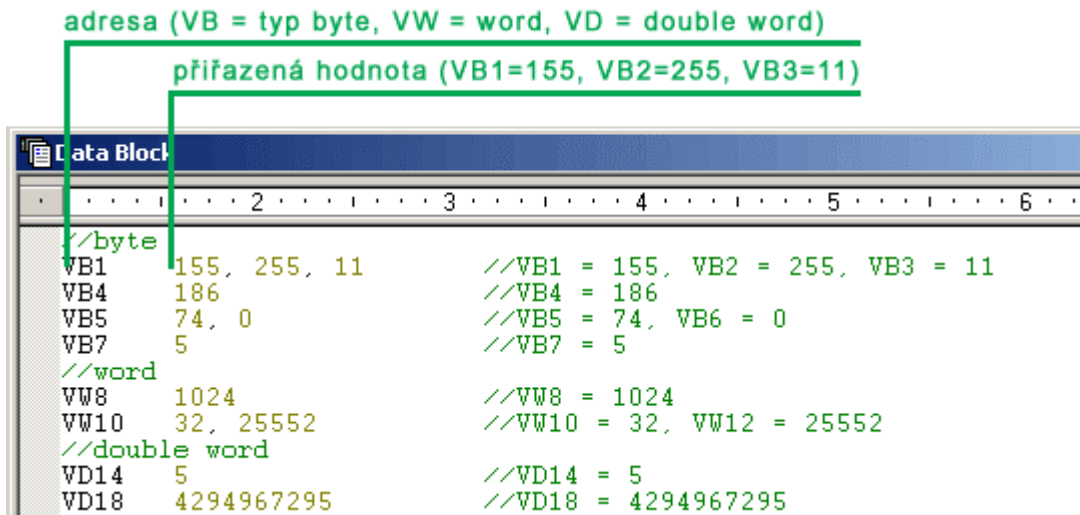 adresa (VB = typ byte, VW = word, VD = double word)
přiřazená hodnota (VB1=155, VB2=255, VB3=11)
Data Block
2 3 4 5 6
//byte
VB1 155, 255, 11 //VB1 = 155, VB2 = 255, VB3 = 11
VB4 186 //VB4 = 186
VB5 74, 0 //VB5 = 74, VB6 = 0
VB7 5 //VB7 = 5
//word
VW8 1024 //VW8 = 1024
VW10 32, 25552 //VW10 = 32, VW12 = 25552
//double word
VD14 5 //VD14 = 5
VD18 4294967295 //VD18 = 4294967295